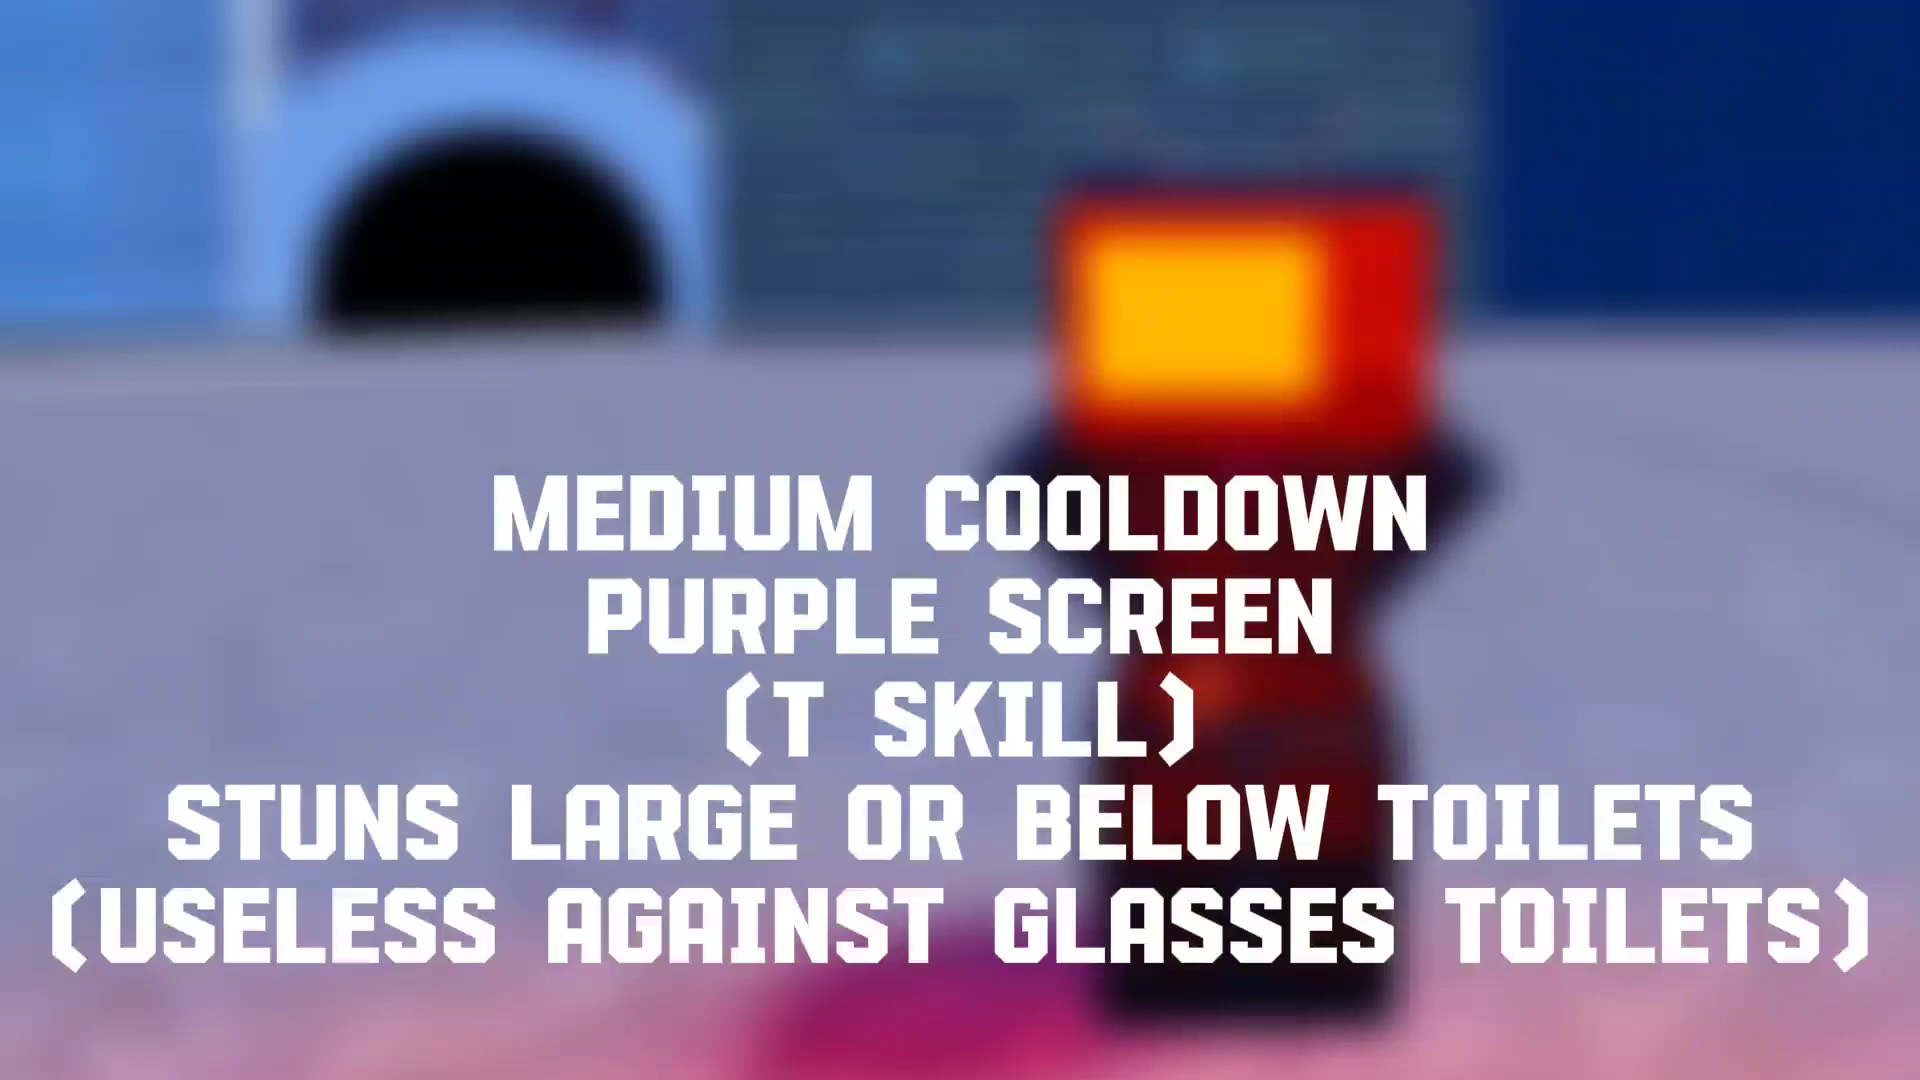 MEDIUM COOLDOWN
PURPLE SCREEN
(T SKILL)
STUNS LARGE OR BELOW TOILETS
(USELESS AGAINST GLASSES TOILETS)